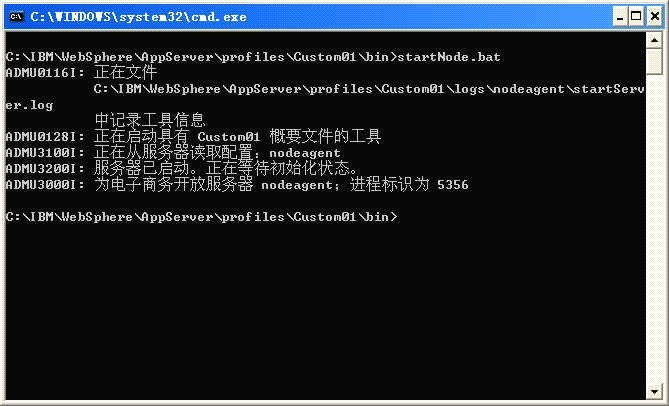 C:\WINDOWS\system32\cmd.exe
C:\IBM\WebSphere\AppServer\profiles\Custom01\bin>startNode.bat
ADMU0116I: 正在文件
C:\IBM\WebSphere\AppServer\profiles\Custom01\logs\nodeagent\startServ
er.log
中记录工具信息
ADMU0128I: 正在启动具有 Custom01 概要文件的工具
ADMU3100I: 正在从服务器读取配置：nodeagent
ADMU3200I: 服务器已启动。正在等待初始化状态。
ADMU3000I: 为电子商务开放服务器 nodeagent；进程标识为 5356
C:\IBM\WebSphere\AppServer\profiles\Custom01\bin>